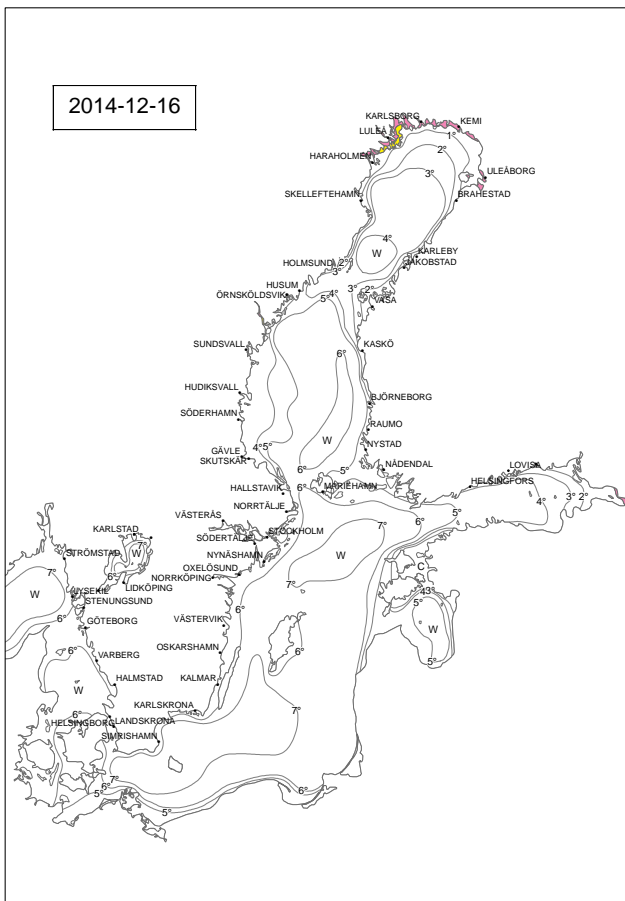 2014-12-16
KARLSBORG
KEMI
LULEÅ
1°
2°
HARAHOLMEN
3°
ULEÅBORG
SKELLEFTEHAMN
BRAHESTAD
4°
W
KARLEBY
HOLMSUND
2°
JAKOBSTAD
3°
HUSUM
3°
2°
ÖRNSKÖLDSVIK
5°
4°
VASA
SUNDSVALL
KASKÖ
6°
HUDIKSVALL
BJÖRNEBORG
SÖDERHAMN
RAUMO
W
4°
5°
NYSTAD
GÄVLE
SKUTSKÄR
6°
5°
NÅDENDAL
LOVISA
HALLSTAVIK
6°
MARIEHAMN
HELSINGFORS
3°
2°
4°
NORRTÄLJE
5°
VÄSTERÅS
7°
6°
KARLSTAD
STOCKHOLM
SÖDERTÄLJE
7°
W
STRÖMSTAD
W
NYNÄSHAMN
C
7°
6°
OXELÖSUND
NORRKÖPING
LIDKÖPING
7°
W
LYSEKIL
4°
3°
STENUNGSUND
5°
6°
6°
GÖTEBORG
VÄSTERVIK
W
6°
OSKARSHAMN
6°
VARBERG
5°
HALMSTAD
KALMAR
W
KARLSKRONA
7°
6°
HELSINGBORG
LANDSKRONA
SIMRISHAMN
7°
6°
5°
6°
5°